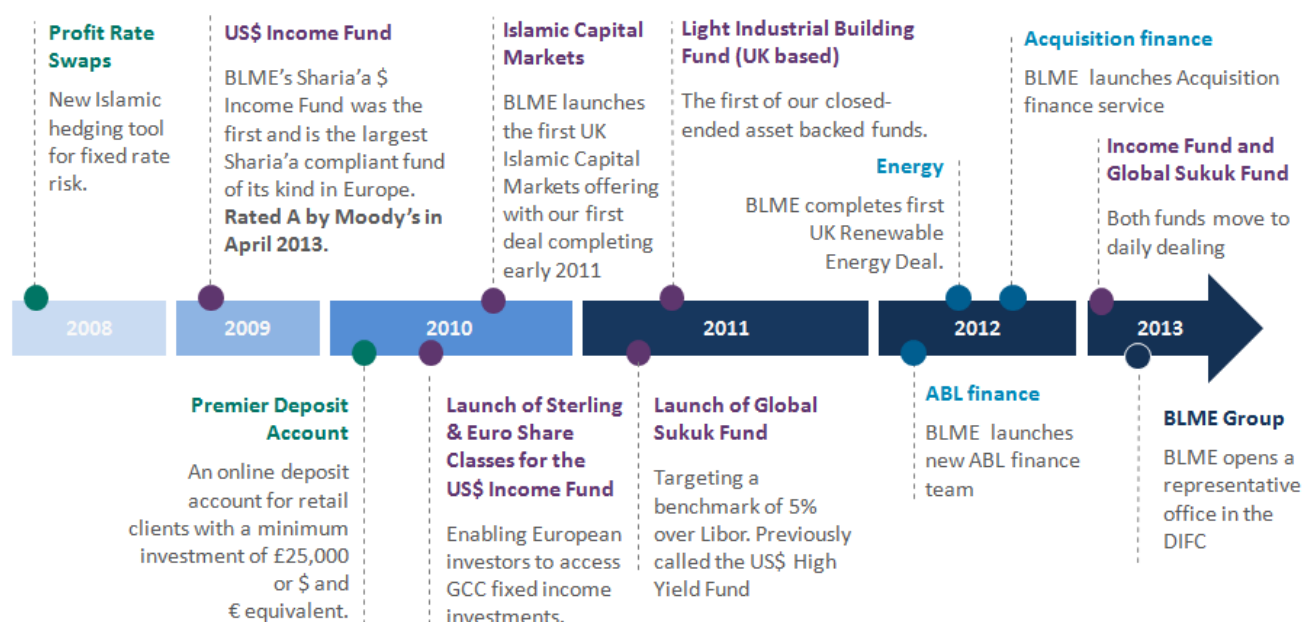 Profit Rate
Swaps
New Islamic
hedging tool
for fixed rate
risk.
US$ Income Fund
BLME's Sharia'a $
Income Fund was the
first and is the largest
Sharia'a compliant fund
of its kind in Europe.
Rated A by Moody's in
April 2013.
Islamic Capital
Markets
BLME launches
the first UK
Islamic Capital
Markets offering
with our first
deal completing
early 2011
Light Industrial Building
Fund (UK based)
The first of our closed-
ended asset backed funds.
Energy
BLME completes first
UK Renewable
Energy Deal.
Acquisition finance
BLME launches Acquisition
finance service
Income Fund and
Global Sukuk Fund
Both funds move to
daily dealing
2008
2009
2010
2011
2012
2013
Premier Deposit
Account
An online deposit
account for retail
clients with a minimum
investment of £25,000
or $ and
€ equivalent.
Launch of Sterling
& Euro Share
Classes for the
US$ Income Fund
Enabling European
investors to access
GCC fixed income
investments.
Launch of Global
Sukuk Fund
Targeting a
benchmark of 5%
over Libor. Previously
called the US$ High
Yield Fund
ABL finance
BLME launches
new ABL finance
team
BLME Group
BLME opens a
representative
office in the
DIFC